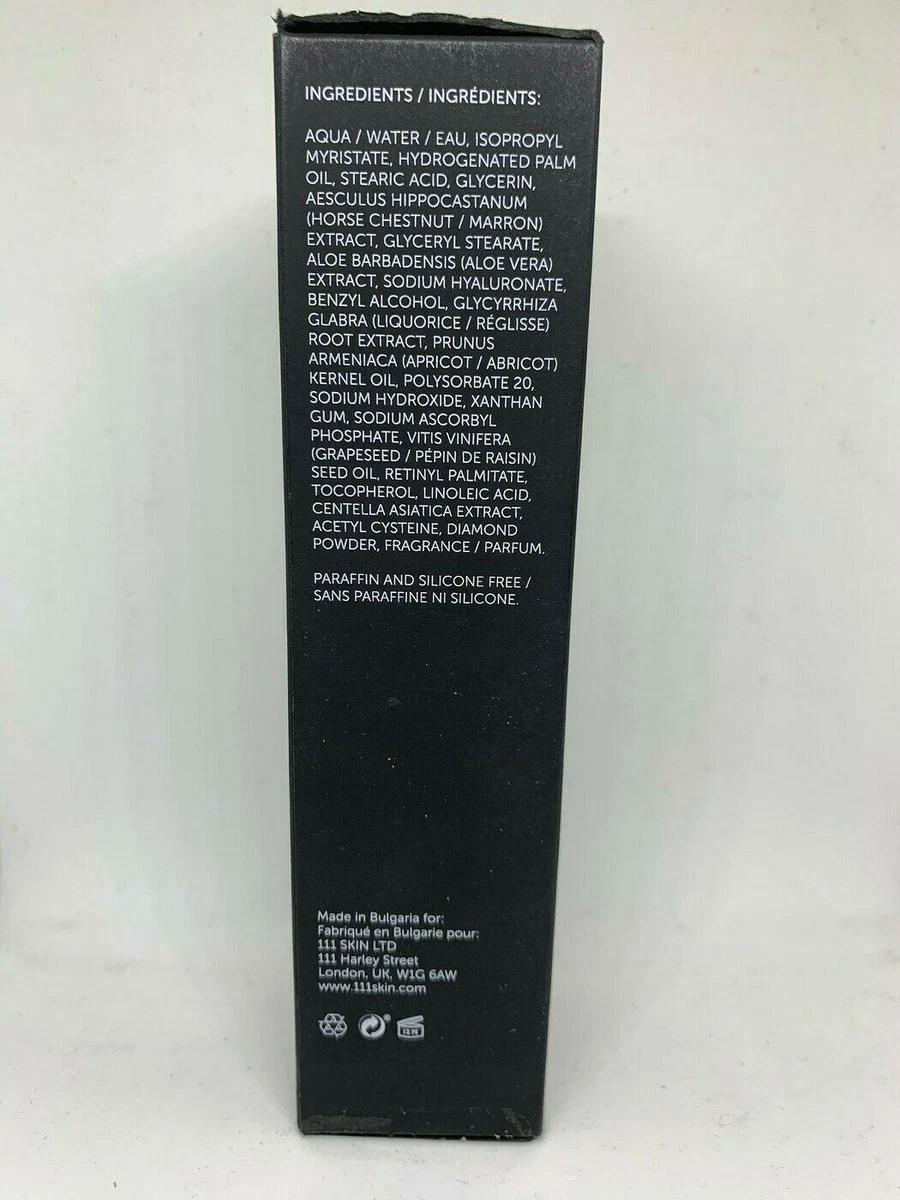 INGREDIENTS / INGRÉDIENTS:
AQUA / WATER / EAU, ISOPROPYL
MYRISTATE, HYDROGENATED PALM
OIL, STEARIC ACID, GLYCERIN,
AESCULUS HIPPOCASTANUM
(HORSE CHESTNUT / MARRON)
EXTRACT, GLYCERYL STEARATE,
ALOE BARBADENSIS (ALOE VERA)
EXTRACT, SODIUM HYALURONATE,
BENZYL ALCOHOL, GLYCYRRHIZA
GLABRA (LIQUORICE / RÉGLISSE)
ROOT EXTRACT, PRUNUS
ARMENIACA (APRICOT / ABRICOT)
KERNEL OIL, POLYSORBATE 20,
SODIUM HYDROXIDE, XANTHAN
GUM, SODIUM ASCORBYL
PHOSPHATE, VITIS VINIFERA
(GRAPESEED / PÉPIN DE RAISIN)
SEED OIL, RETINYL PALMITATE,
TOCOPHEROL, LINOLEIC ACID,
CENTELLA ASIATICA EXTRACT,
ACETYL CYSTEINE, DIAMOND
POWDER, FRAGRANCE / PARFUM.
PARAFFIN AND SILICONE FREE /
SANS PARAFFINE NI SILICONE.
Made in Bulgaria for:
Fabriqué en Bulgarie pour:
111 SKIN LTD
111 Harley Street
London, UK, W1G 6AW
www.111skin.com
12 M